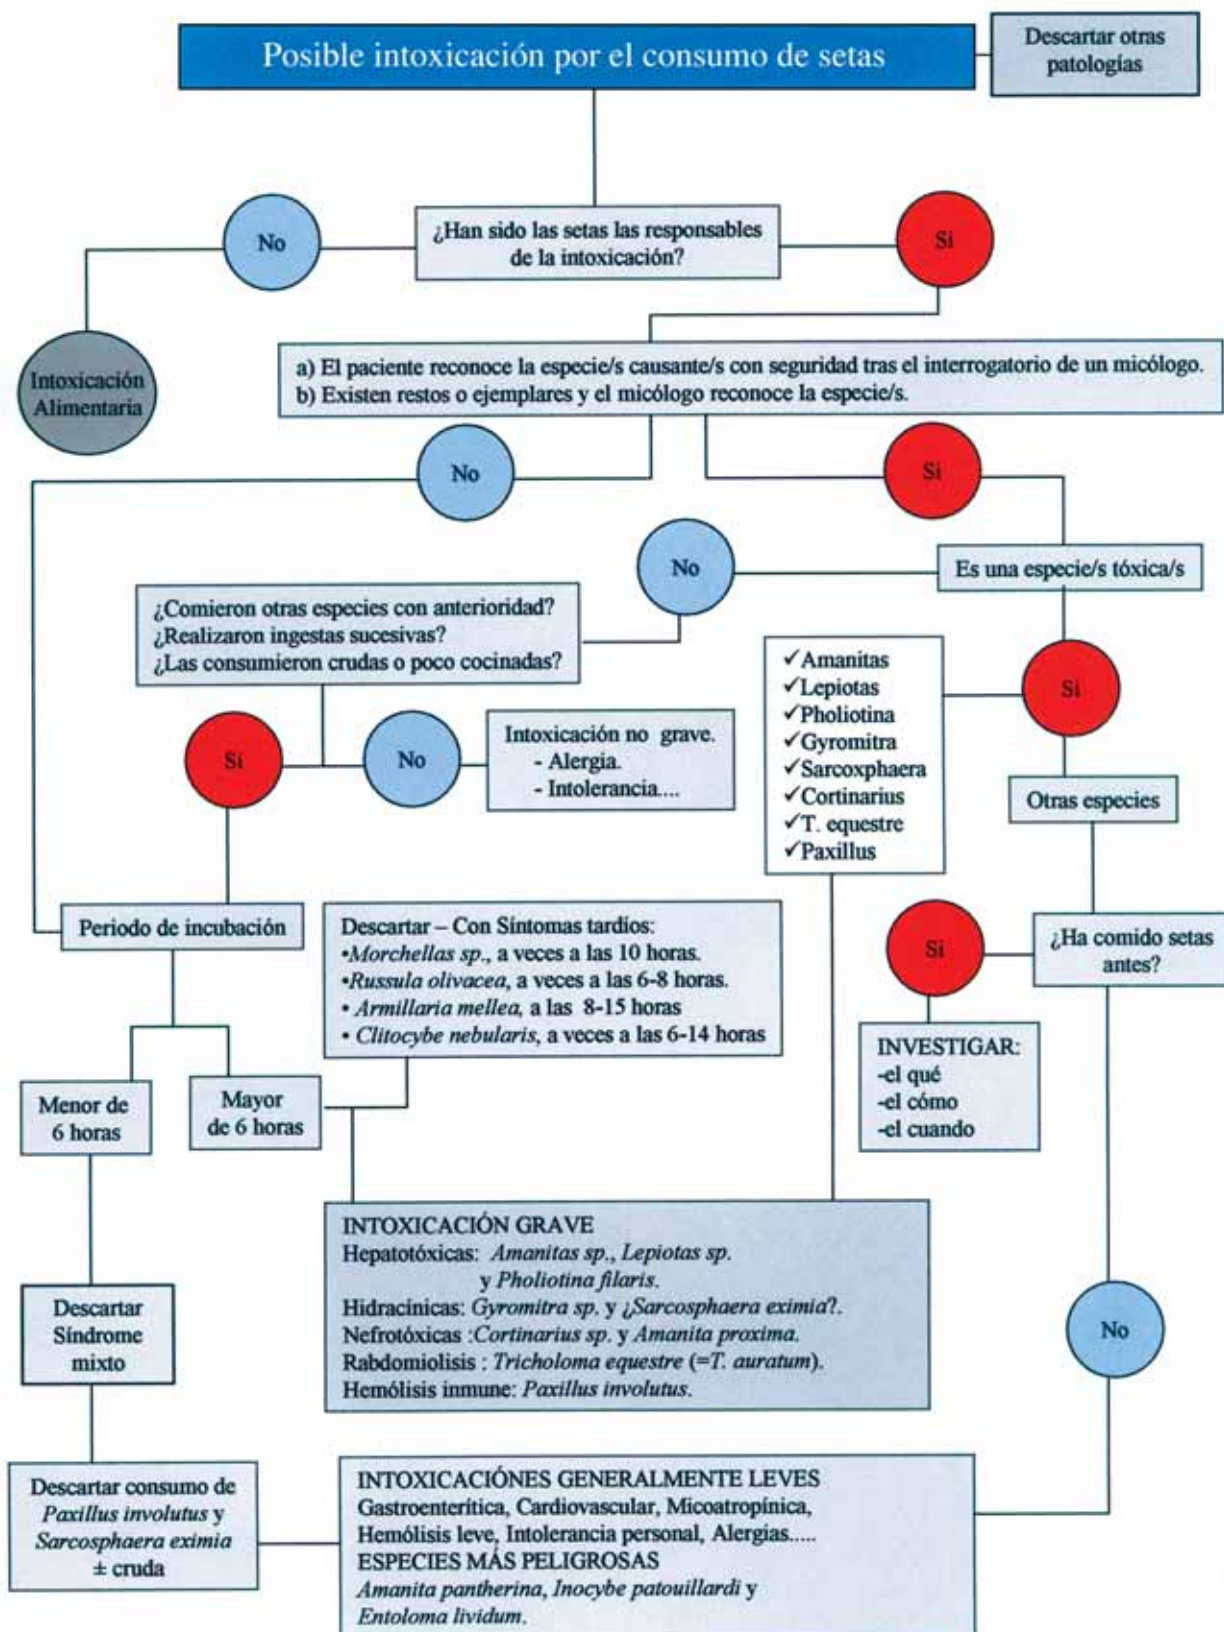 Posible intoxicación por el consumo de setas
Descartar otras
patologías
No
¿Han sido las setas las responsables
de la intoxicación?
Si
Intoxicación
Alimentaria
a) El paciente reconoce la especie/s causante/s con seguridad tras el interrogatorio de un micólogo.
b) Existen restos o ejemplares y el micólogo reconoce la especie/s.
No
Si
No
Es una especie/s tóxica/s
¿Comieron otras especies con anterioridad?
¿Realizaron ingestas sucesivas?
¿Las consumieron crudas o poco cocinadas?
✓Amanitas
✓Lepiotas
✓Pholiotina
✓Gyromitra
✓Sarcoxphaera
✓Cortinarius
✓T. equestre
✓Paxillus
Si
Sí
No
Intoxicación no grave.
- Alergia.
- Intolerancia....
Otras especies
Periodo de incubación
Descartar – Con Síntomas tardíos:
•Morchellas sp., a veces a las 10 horas.
•Russula olivacea, a veces a las 6-8 horas.
• Armillaria mellea, a las 8-15 horas
• Clitocybe nebularis, a veces a las 6-14 horas
Si
¿Ha comido setas
antes?
INVESTIGAR:
-el qué
-el cómo
-el cuando
Menor de
6 horas
Mayor
de 6 horas
INTOXICACIÓN GRAVE
Hepatotóxicas: Amanitas sp., Lepiotas sp.
y Pholiotina filaris.
Hidracínicas: Gyromitra sp. y ¿Sarcosphaera eximia?.
Nefrotóxicas :Cortinarius sp. y Amanita proxima.
Rabdomiolisis : Tricholoma equestre (=T. auratum).
Hemólisis inmune: Paxillus involutus.
Descartar
Síndrome
mixto
No
Descartar consumo de
Paxillus involutus y
Sarcosphaera eximia
± cruda
INTOXICACIÓNES GENERALMENTE LEVES
Gastroenterítica, Cardiovascular, Micoatropínica,
Hemólisis leve, Intolerancia personal, Alergias.....
ESPECIES MÁS PELIGROSAS
Amanita pantherina, Inocybe patouillardi y
Entoloma lividum.